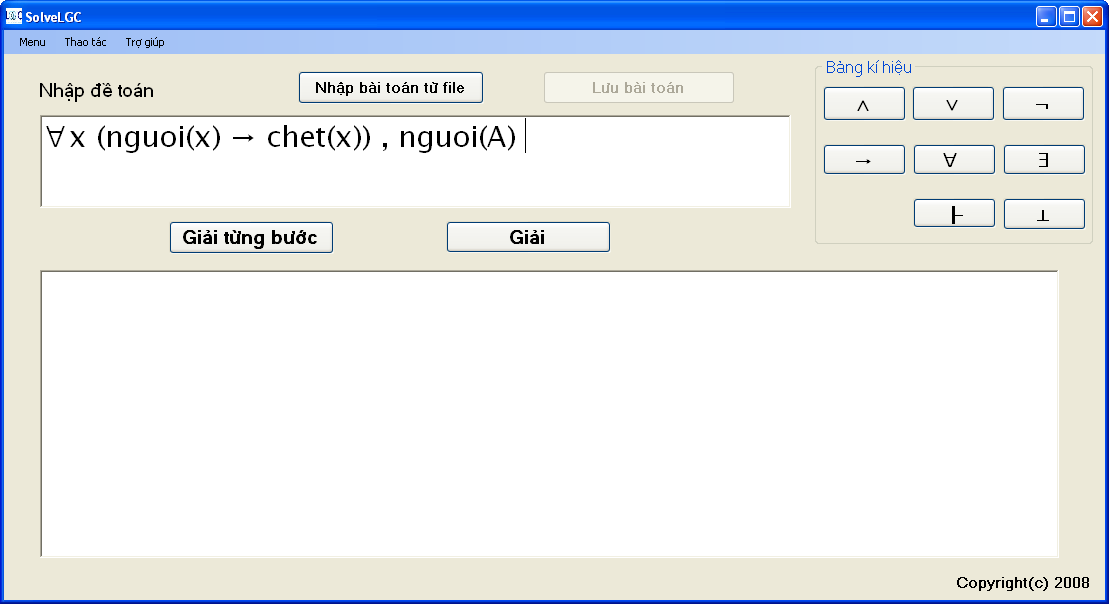 SolveLGC
Menu Thao tác Trợ giúp
Nhập đề toán
Nhập bài toán từ file
Lưu bài toán
Bảng kí hiệu
∀ x (nguoi(x) → chet(x)) , nguoi(A)
∧ ∨ ¬
→ ∀ ∃
├ ⊥
Giải từng bước
Giải
Copyright(c) 2008